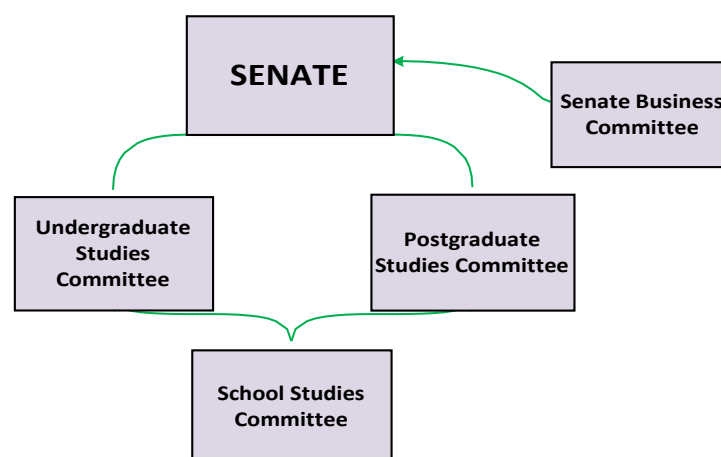 SENATE
Senate Business
Committee
Undergraduate
Studies
Committee
Postgraduate
Studies Committee
School Studies
Committee